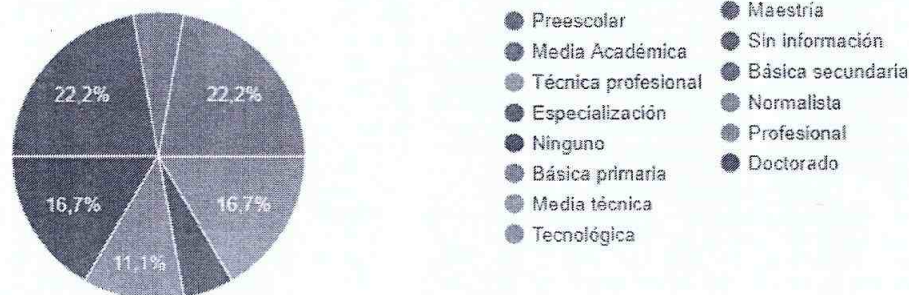 22,2%
22,2%
16,7%
16,7%
11,1%
Preescolar
Media Académica
Técnica profesional
Especialización
Ninguno
Básica primaria
Media técnica
Tecnológica
Maestría
Sin información
Básica secundaria
Normalista
Profesional
Doctorado